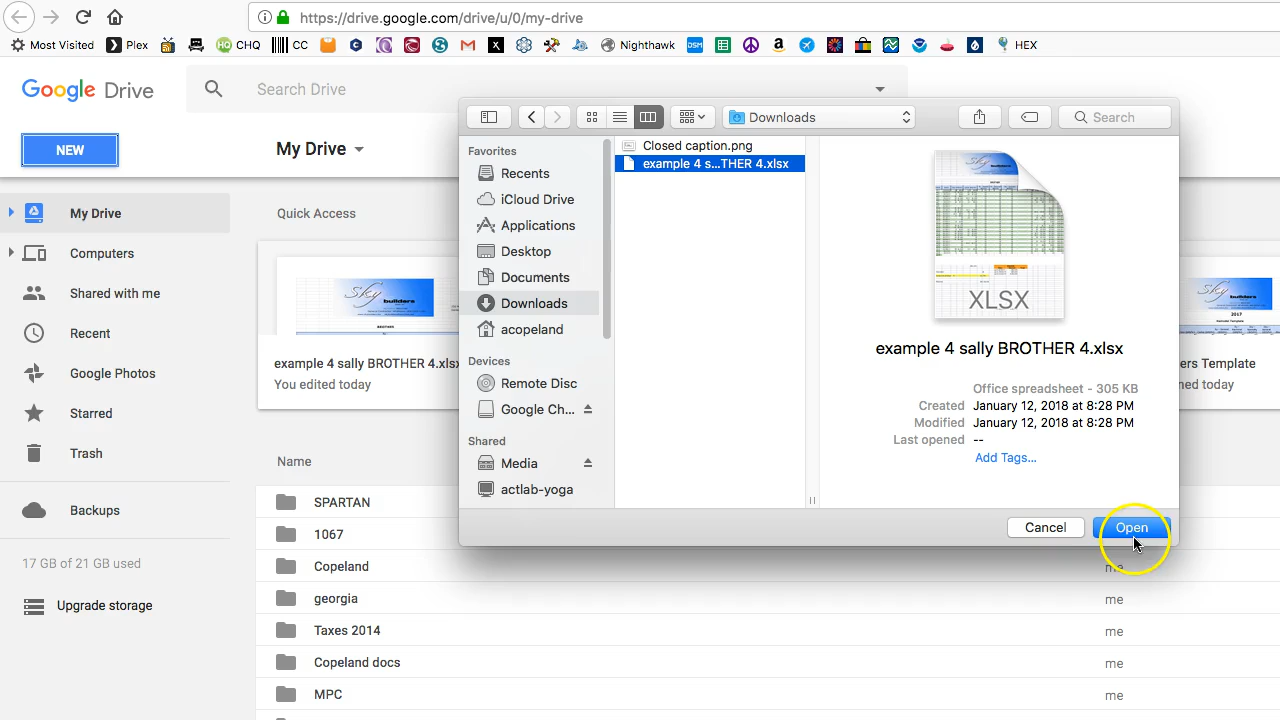 https://drive.google.com/drive/u/0/my-drive
Most Visited Plex CHQ CC Nighthawk DSM HEX
Google Drive
Search Drive
NEW
My Drive
My Drive
Computers
Shared with me
Recent
Google Photos
Starred
Trash
Backups
17 GB of 21 GB used
Upgrade storage
Quick Access
Sky builders
BROTHER
example 4 sally BROTHER 4.xlsx
You edited today
builders
2017
ers Template
ned today
Name
SPARTAN
1067
Copeland me
georgia me
Taxes 2014 me
Copeland docs me
MPC me
Downloads
Search
Favorites
Recents
iCloud Drive
Applications
Desktop
Documents
Downloads
acopeland
Devices
Remote Disc
Google Ch...
Shared
Media
actlab-yoga
Closed caption.png
example 4 s...THER 4.xlsx
XLSX
example 4 sally BROTHER 4.xlsx
Office spreadsheet - 305 KB
Created January 12, 2018 at 8:28 PM
Modified January 12, 2018 at 8:28 PM
Last opened --
Add Tags...
Cancel
Open